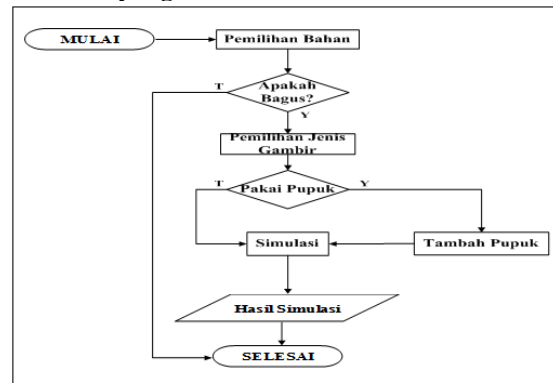 MULAI
Pemilihan Bahan
T
Apakah
Bagus?
Y
Pemilihan Jenis
Gambir
T
Pakai Pupuk
Y
Simulasi
Tambah Pupuk
Hasil Simulasi
SELESAI